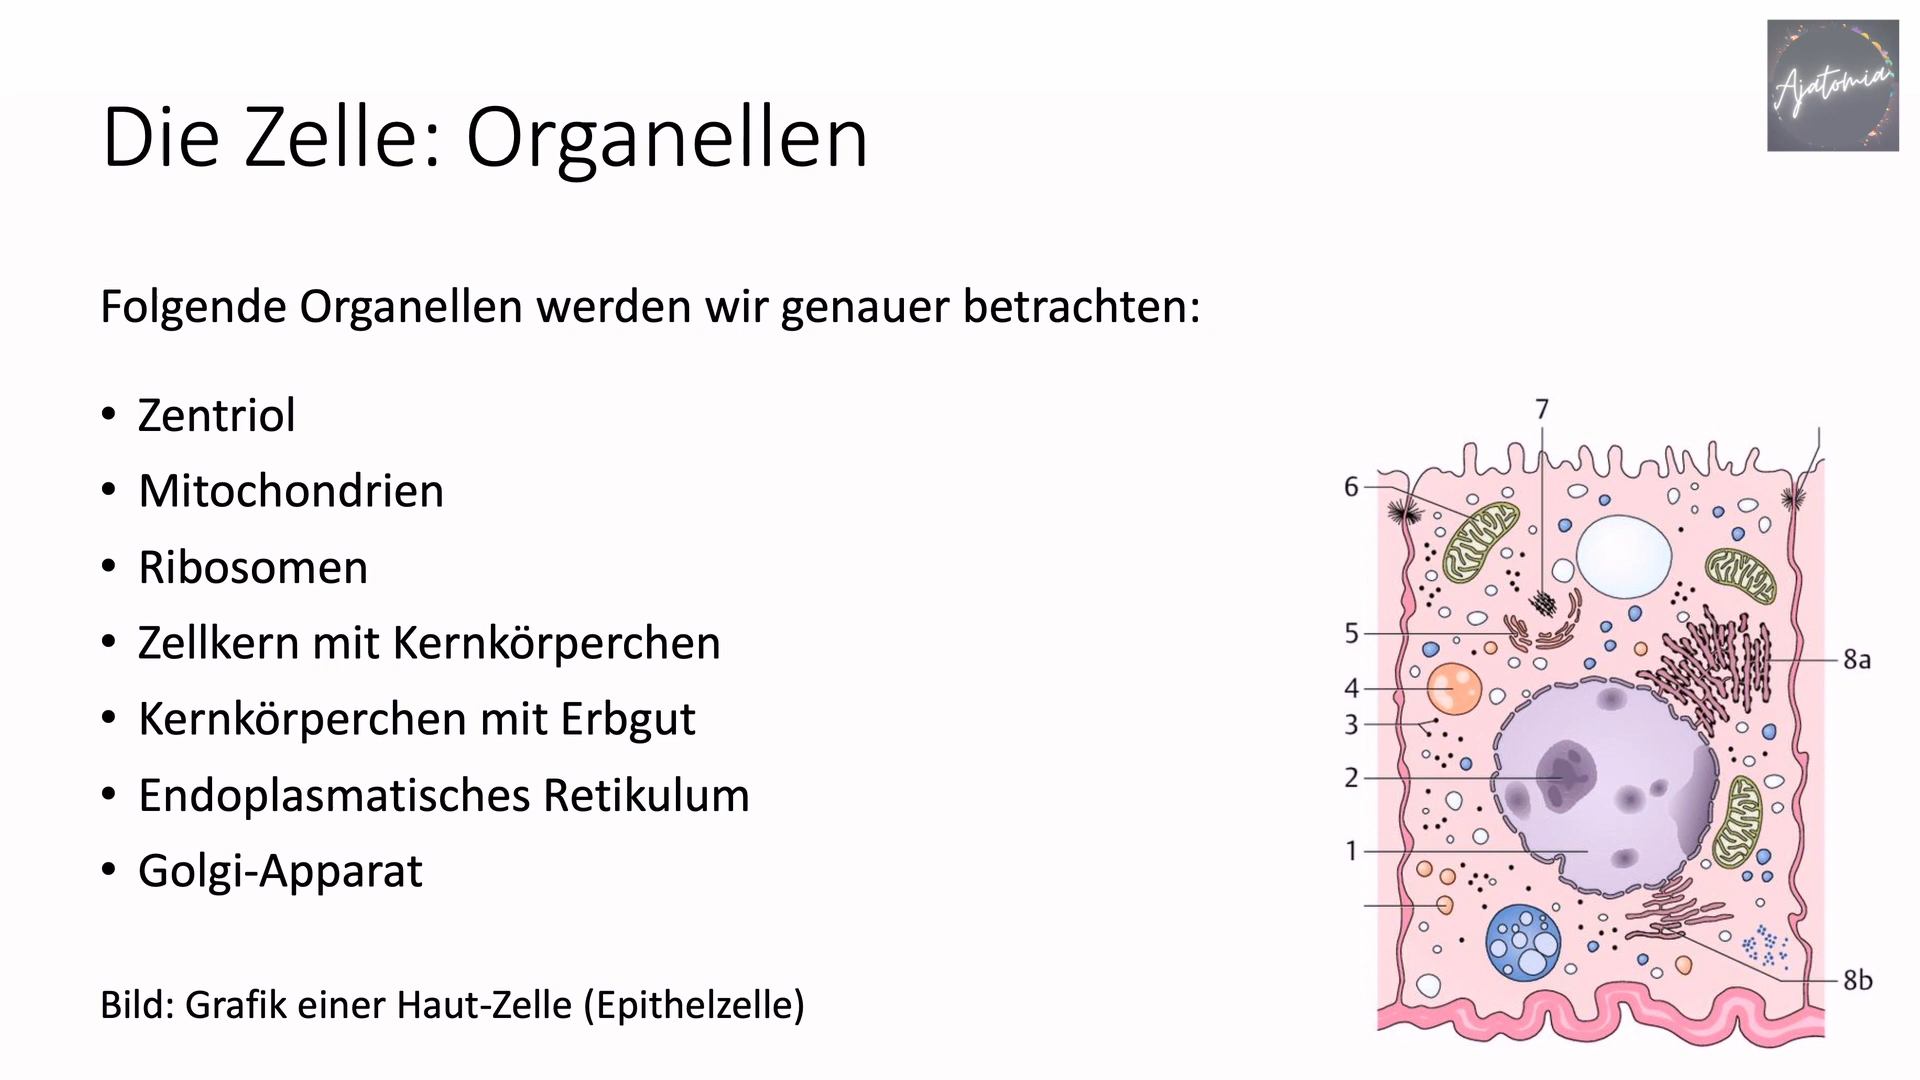 Ajatomia
Die Zelle: Organellen
Folgende Organellen werden wir genauer betrachten:
• Zentriol
• Mitochondrien
• Ribosomen
• Zellkern mit Kernkörperchen
• Kernkörperchen mit Erbgut
• Endoplasmatisches Retikulum
• Golgi-Apparat
Bild: Grafik einer Haut-Zelle (Epithelzelle)
7
6
5
8a
4
3
2
1
8b